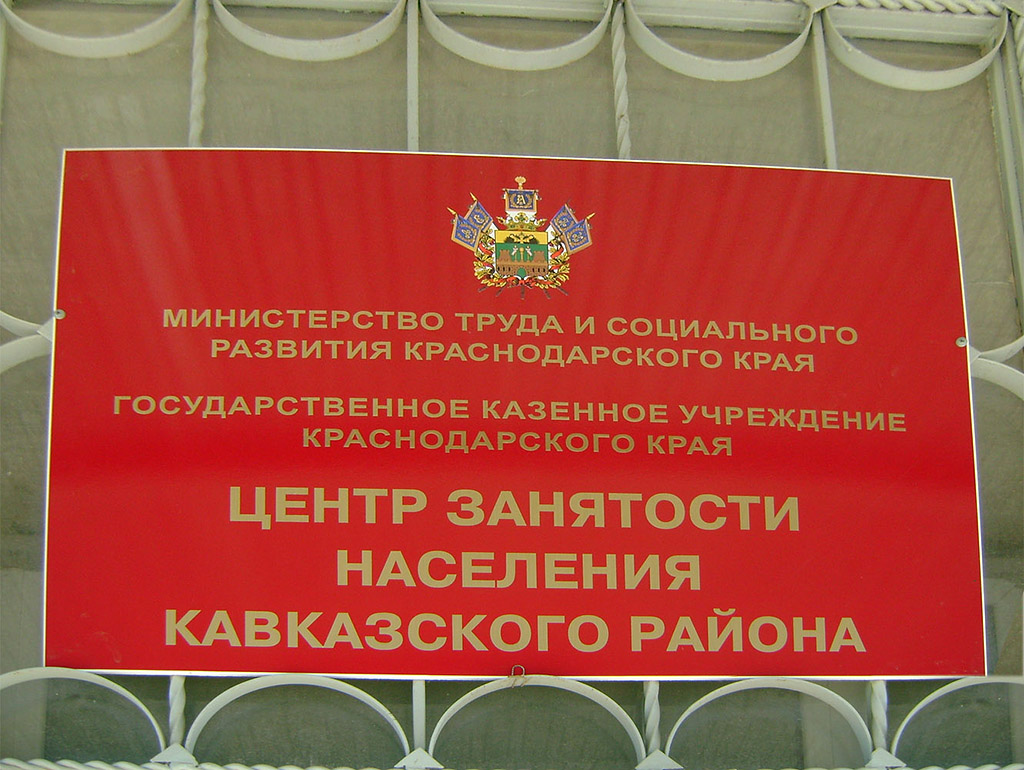 МИНИСТЕРСТВО ТРУДА И СОЦИАЛЬНОГО
РАЗВИТИЯ КРАСНОДАРСКОГО КРАЯ
ГОСУДАРСТВЕННОЕ КАЗЕННОЕ УЧРЕЖДЕНИЕ
КРАСНОДАРСКОГО КРАЯ
ЦЕНТР ЗАНЯТОСТИ
НАСЕЛЕНИЯ
КАВКАЗСКОГО РАЙОНА